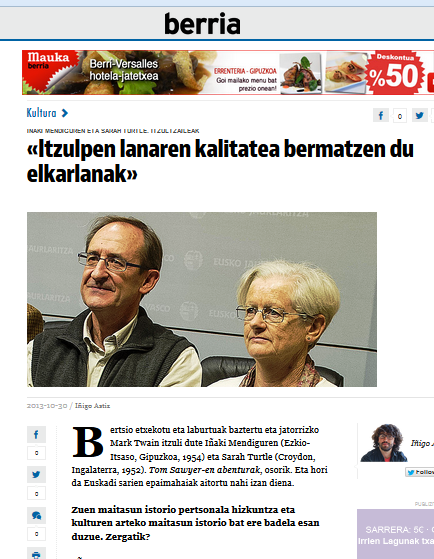 berria
Mauka
berria
Berri-Versalles
hotela-jatetxea
ERRENTERIA - GIPUZKOA
Goi mailako menu bat
prezio onean!
Deskontua
%50
Kultura
0
IÑAKI MENDIGUREN ETA SARAH TURTLE. ITZULTZAILEAK
«Itzulpen lanaren kalitatea bermatzen du
elkarlanak»
JAURLARITZA
EUSKO JAURLARITZA
2013-10-30 / Iñigo Astiz
Bertsio etxekotu eta laburtuak baztertu eta jatorrizko
Mark Twain itzuli dute Iñaki Mendiguren (Ezkio-
Itsaso, Gipuzkoa, 1954) eta Sarah Turtle (Croydon,
Ingalaterra, 1952). Tom Sawyer-en abenturak, osorik. Eta hori
da Euskadi sarien epaimahaiak aitortu nahi izan diena.
Zuen maitasun istorio pertsonala hizkuntza eta
kulturen arteko maitasun istorio bat ere badela esan
duzue. Zergatik?
0
0
0
Iñigo A
Follow
PUBLIZIT
SARRERA: 5€ - G
Irrien Lagunak txa